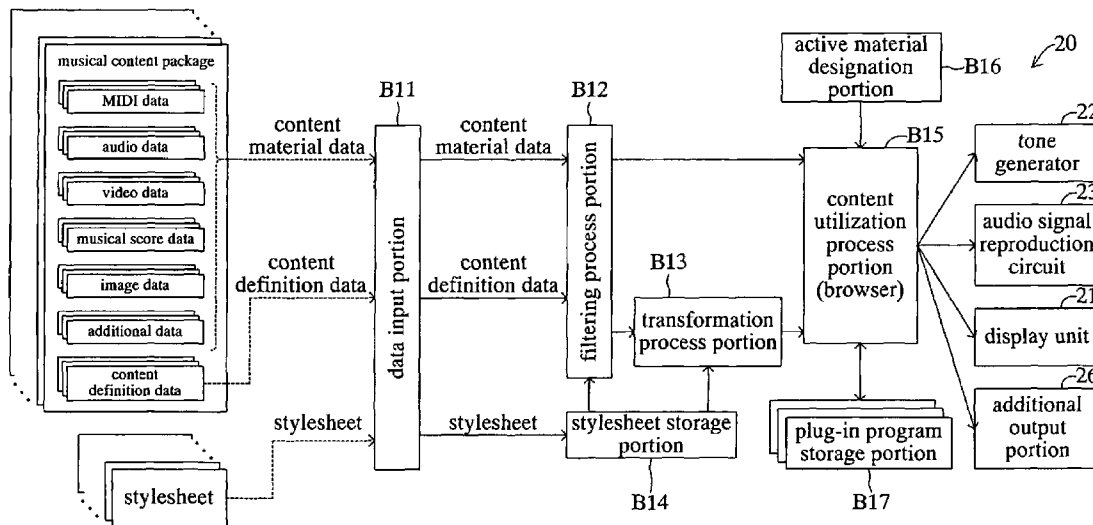 musical content package
MIDI data
audio data
video data
musical score data
image data
additional data
content
definition data
stylesheet
content
material data
content
definition data
stylesheet
B11
data input portion
content
material data
content
definition data
stylesheet
B12
filtering process portion
B13
transformation
process portion
stylesheet storage
portion
B14
active material
designation
portion
B16
B15
content
utilization
process
portion
(browser)
plug-in program
storage portion
B17
20
22
tone
generator
23
audio signal
reproduction
circuit
21
display unit
26
additional
output
portion